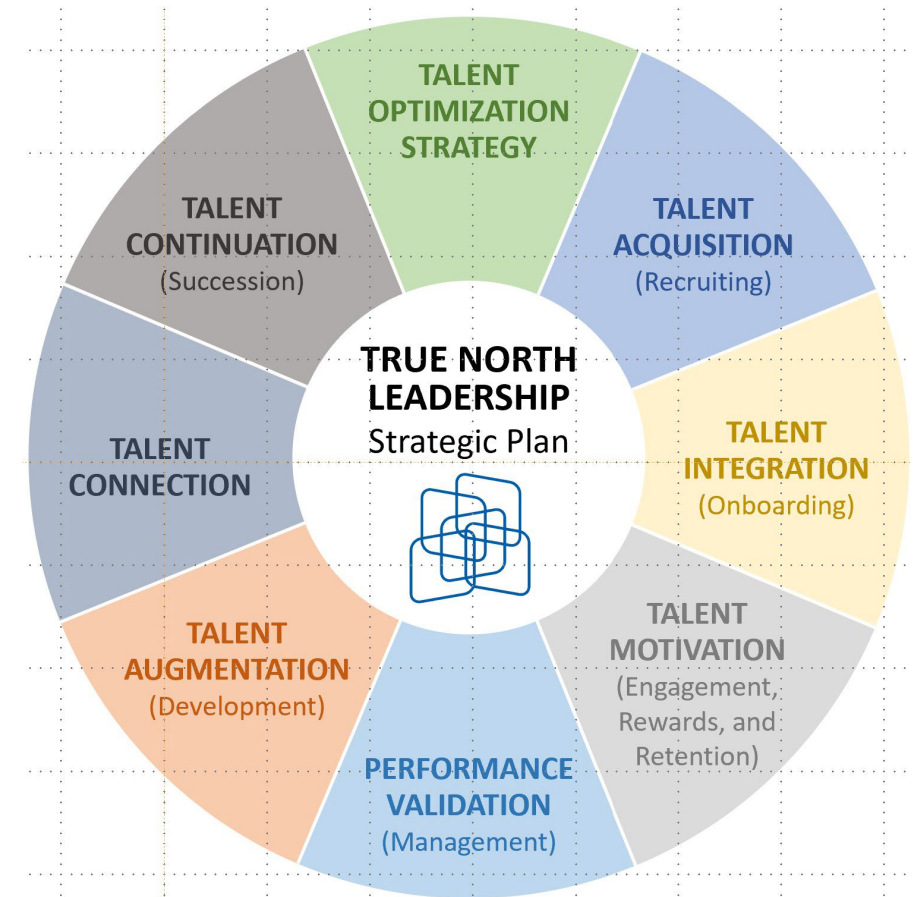 TALENT
OPTIMIZATION
STRATEGY
TALENT
ACQUISITION
(Recruiting)
TALENT
INTEGRATION
(Onboarding)
TALENT
MOTIVATION
(Engagement,
Rewards, and
Retention)
PERFORMANCE
VALIDATION
(Management)
TALENT
AUGMENTATION
(Development)
TALENT
CONNECTION
TALENT
CONTINUATION
(Succession)
TRUE NORTH
LEADERSHIP
Strategic Plan